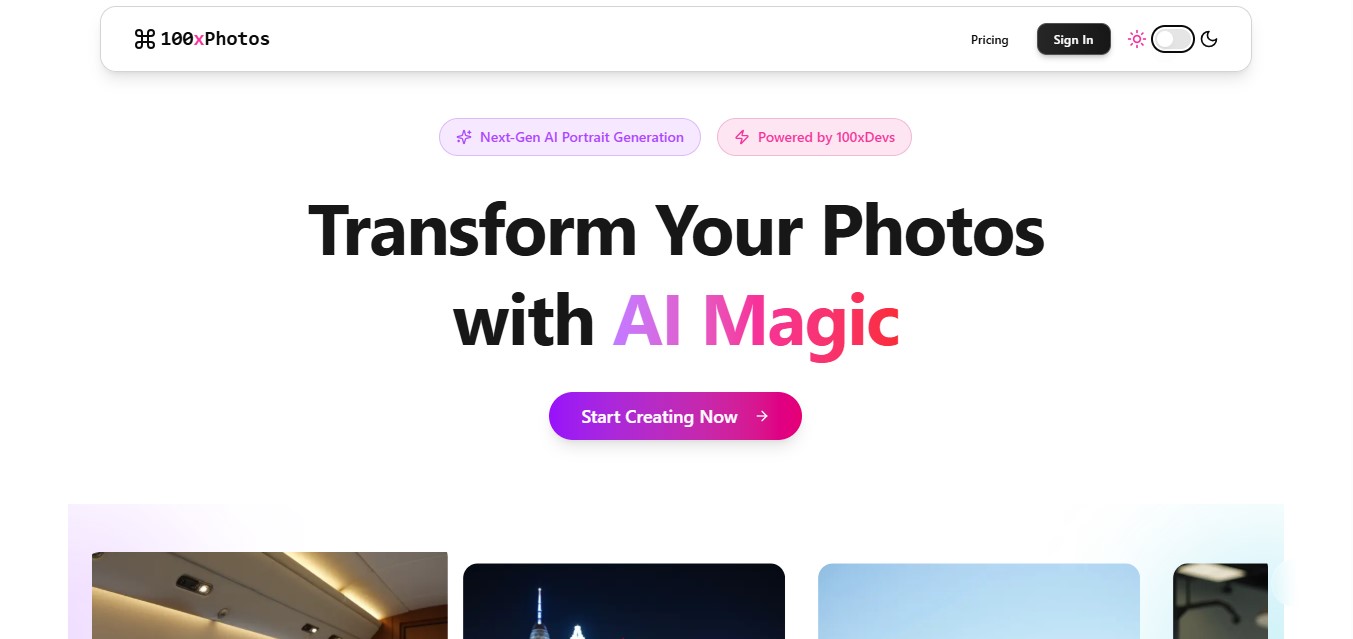 100xPhotos
Pricing
Sign In
Next-Gen AI Portrait Generation
Powered by 100xDevs
Transform Your Photos
with AI Magic
Start Creating Now